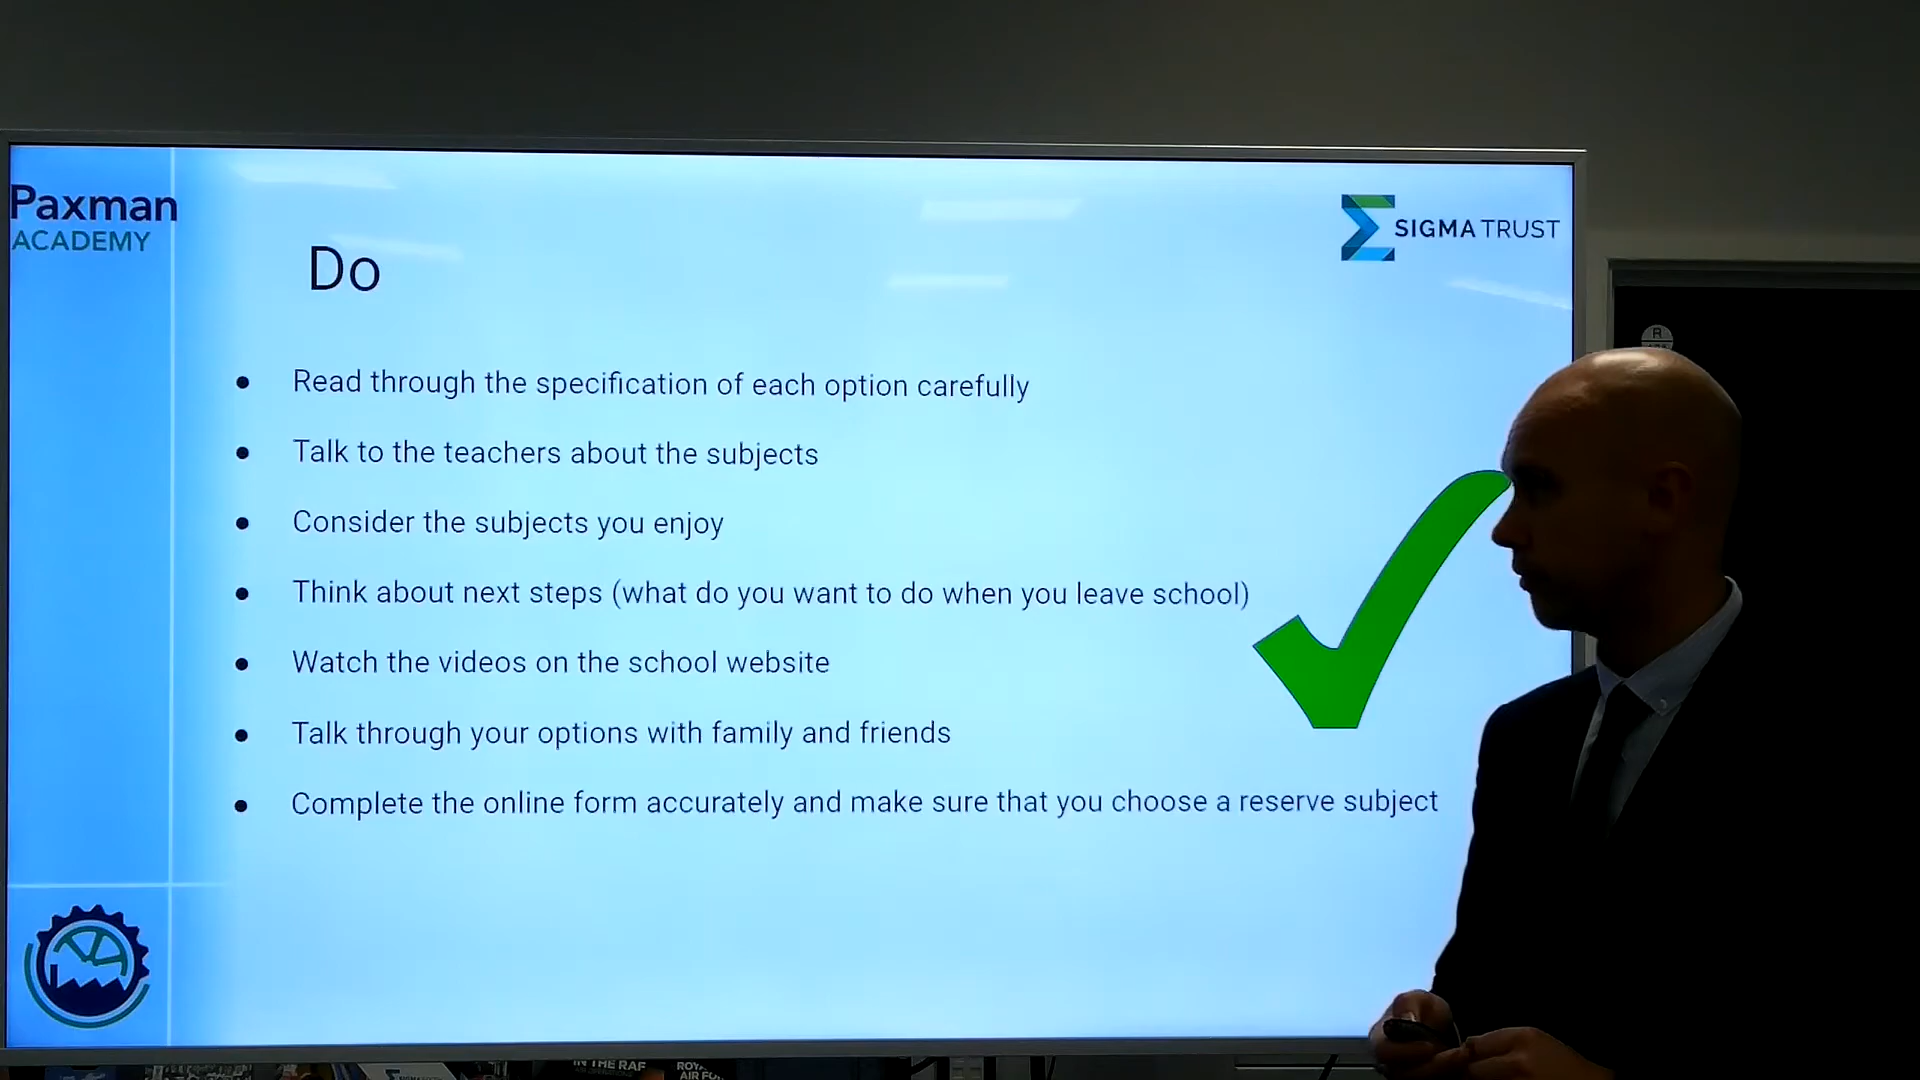 Paxman
ACADEMY
SIGMA TRUST
Do
Read through the specification of each option carefully
Talk to the teachers about the subjects
Consider the subjects you enjoy
Think about next steps (what do you want to do when you leave school)
Watch the videos on the school website
Talk through your options with family and friends
Complete the online form accurately and make sure that you choose a reserve subject
R
IN THE RAF